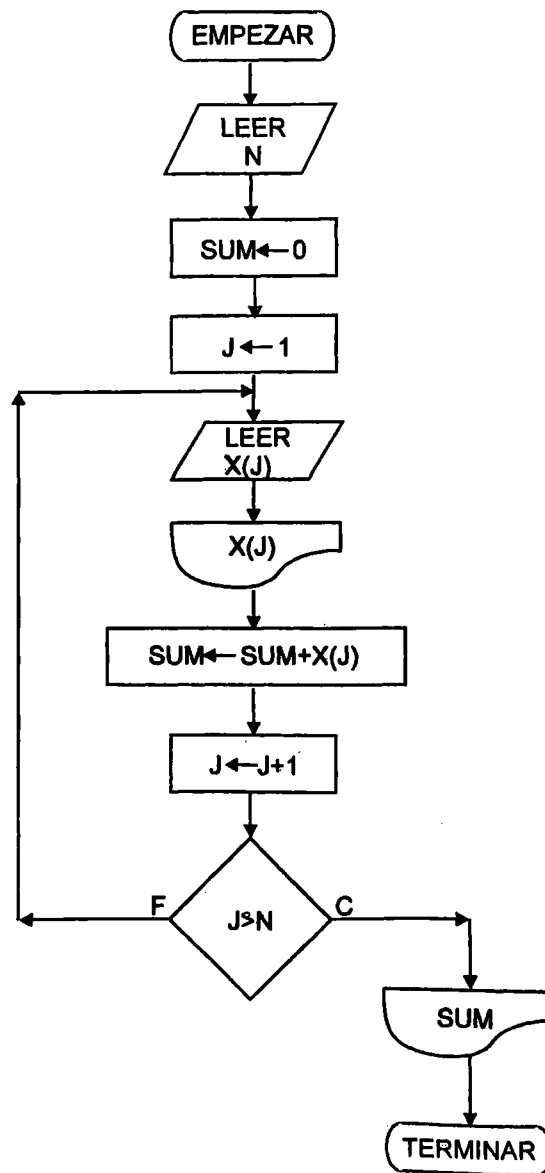 EMPEZAR
LEER
N
SUM←0
J←1
LEER
X(J)
X(J)
SUM←SUM+X(J)
J←J+1
F
J>N
C
SUM
TERMINAR